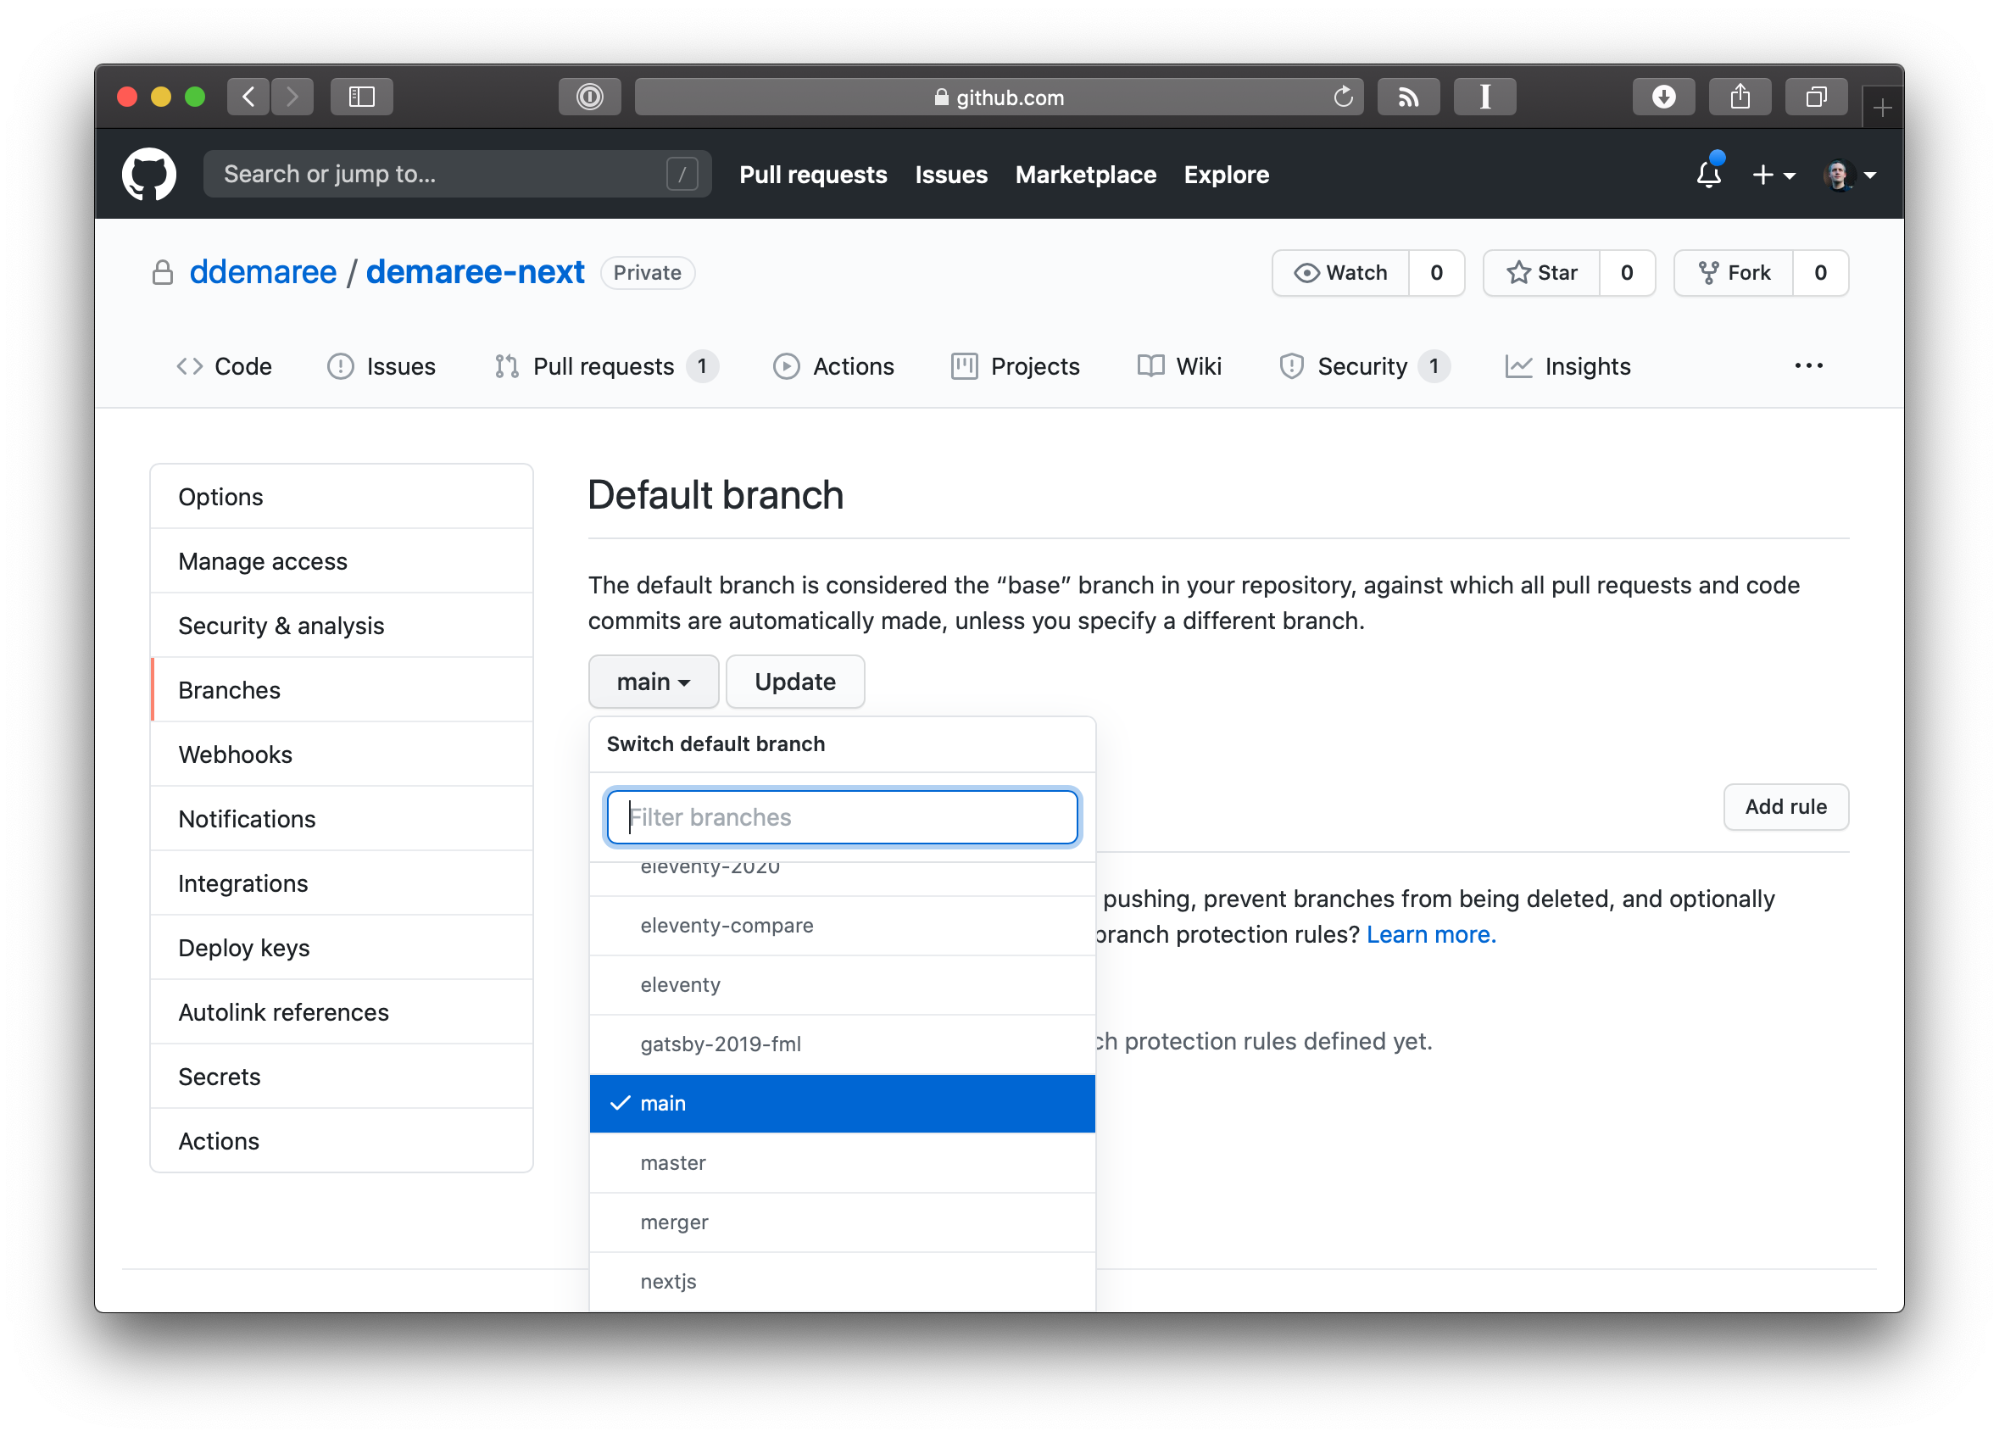 github.com
Search or jump to... /
Pull requests Issues Marketplace Explore
ddemaree / demaree-next Private
Watch 0 Star 0 Fork 0
Code Issues Pull requests 1 Actions Projects Wiki Security 1 Insights
Options
Manage access
Security & analysis
Branches
Webhooks
Notifications
Integrations
Deploy keys
Autolink references
Secrets
Actions
Default branch
The default branch is considered the “base” branch in your repository, against which all pull requests and code
commits are automatically made, unless you specify a different branch.
main Update
Switch default branch
Filter branches
eleventy-2020
eleventy-compare
eleventy
gatsby-2019-fml
main
master
merger
nextjs
Add rule
pushing, prevent branches from being deleted, and optionally
branch protection rules? Learn more.
ch protection rules defined yet.